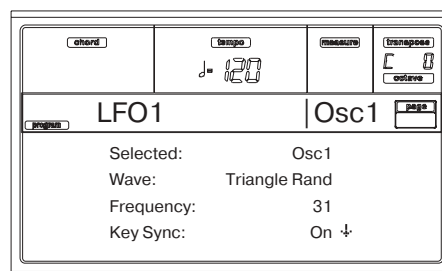 chord tempo measure transpose
♩= 120 C 0
octave
LFO1 Osc1 page
program
Selected: Osc1
Wave: Triangle Rand
Frequency: 31
Key Sync: On